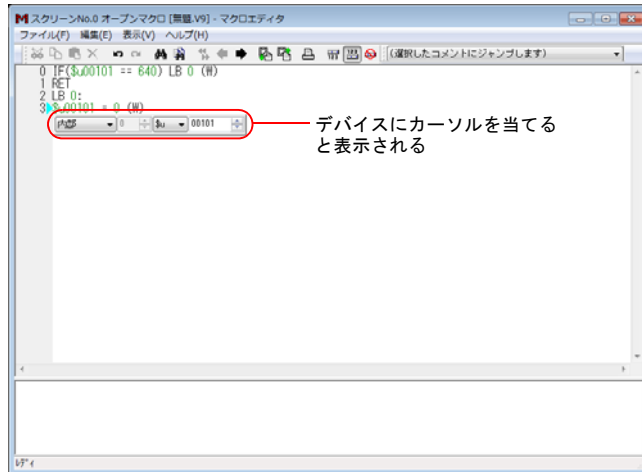 スクリーンNo.0 オープンマクロ [無題.V9] - マクロエディタ
ファイル(F) 編集(E) 表示(V) ヘルプ(H)
(選択したコメントにジャンプします)
0 IF($u00101 == 640) LB 0 (W)
1 RET
2 LB 0:
3 $u00101 = 0 (W)
内部 0 $u 00101
デバイスにカーソルを当てる
と表示される
レディ